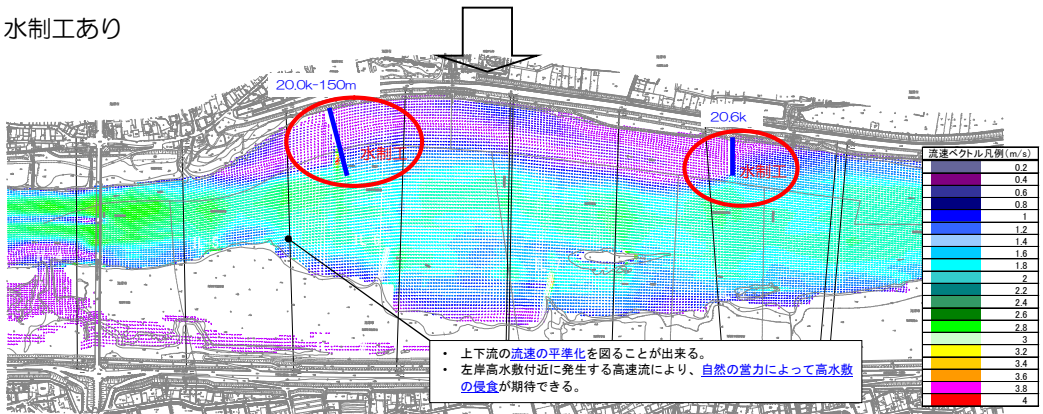 水制工あり
20.0k-150m
水制工
20.6k
水制工
流速ベクトル凡例(m/s)
0.2
0.4
0.6
0.8
1
1.2
1.4
1.6
1.8
2
2.2
2.4
2.6
2.8
3
3.2
3.4
3.6
3.8
4
・ 上下流の流速の平準化を図ることが出来る。
・ 左岸高水敷付近に発生する高速流により、自然の営力によって高水敷
の侵食が期待できる。